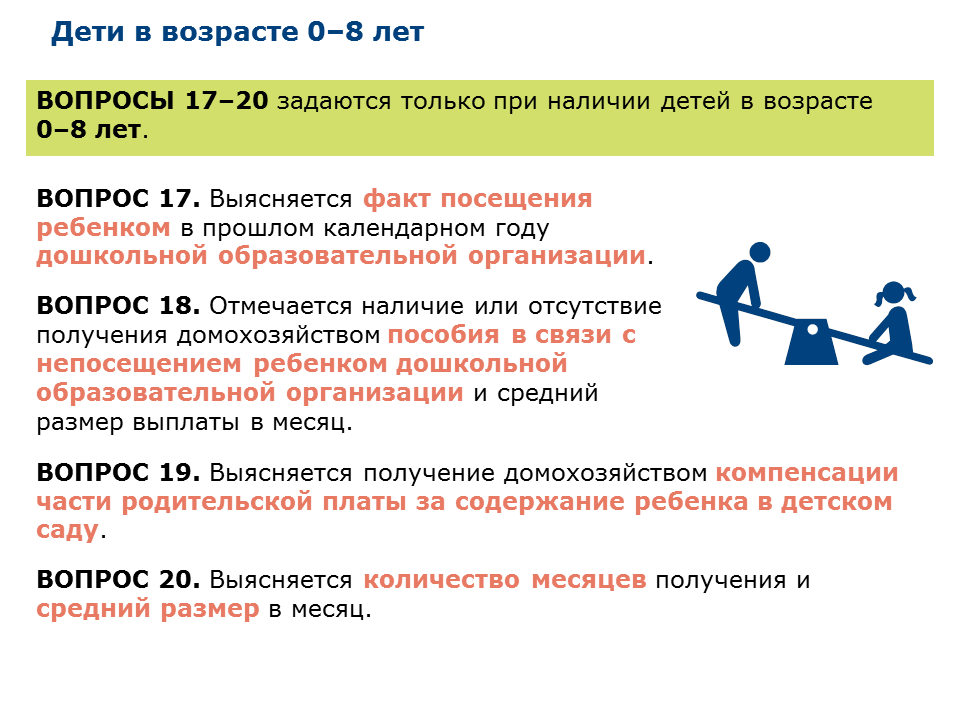 Дети в возрасте 0–8 лет
ВОПРОСЫ 17–20 задаются только при наличии детей в возрасте
0–8 лет.
ВОПРОС 17. Выясняется факт посещения
ребенком в прошлом календарном году
дошкольной образовательной организации.
ВОПРОС 18. Отмечается наличие или отсутствие
получения домохозяйством пособия в связи с
непосещением ребенком дошкольной
образовательной организации и средний
размер выплаты в месяц.
ВОПРОС 19. Выясняется получение домохозяйством компенсации
части родительской платы за содержание ребенка в детском
саду.
ВОПРОС 20. Выясняется количество месяцев получения и
средний размер в месяц.